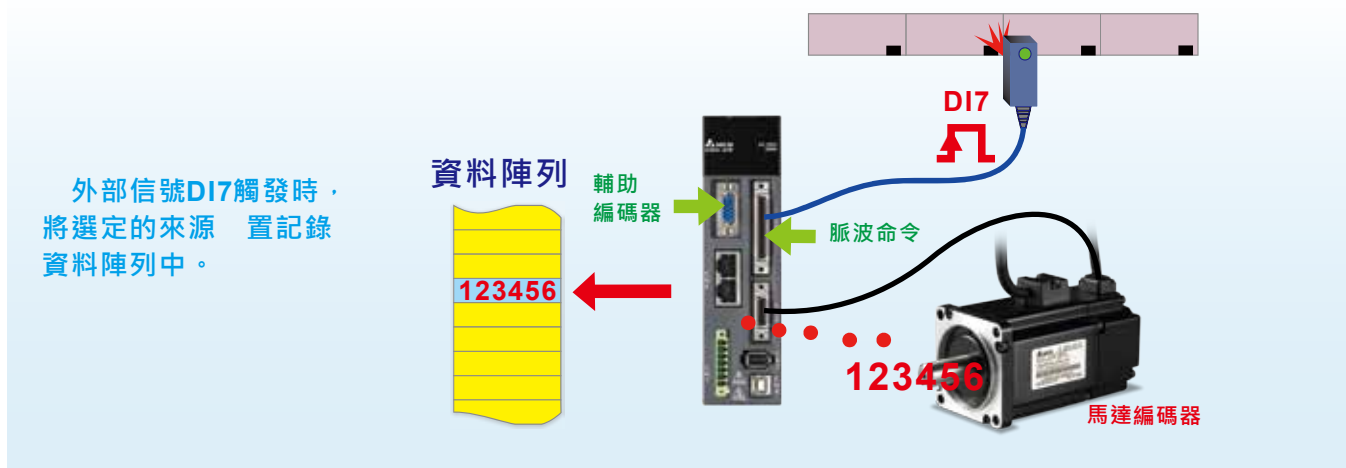 DI7
資料陣列
輔助
編碼器
外部信號DI7觸發時，
將選定的來源　置記錄
資料陣列中。
脈波命令
123456
123456
馬達編碼器